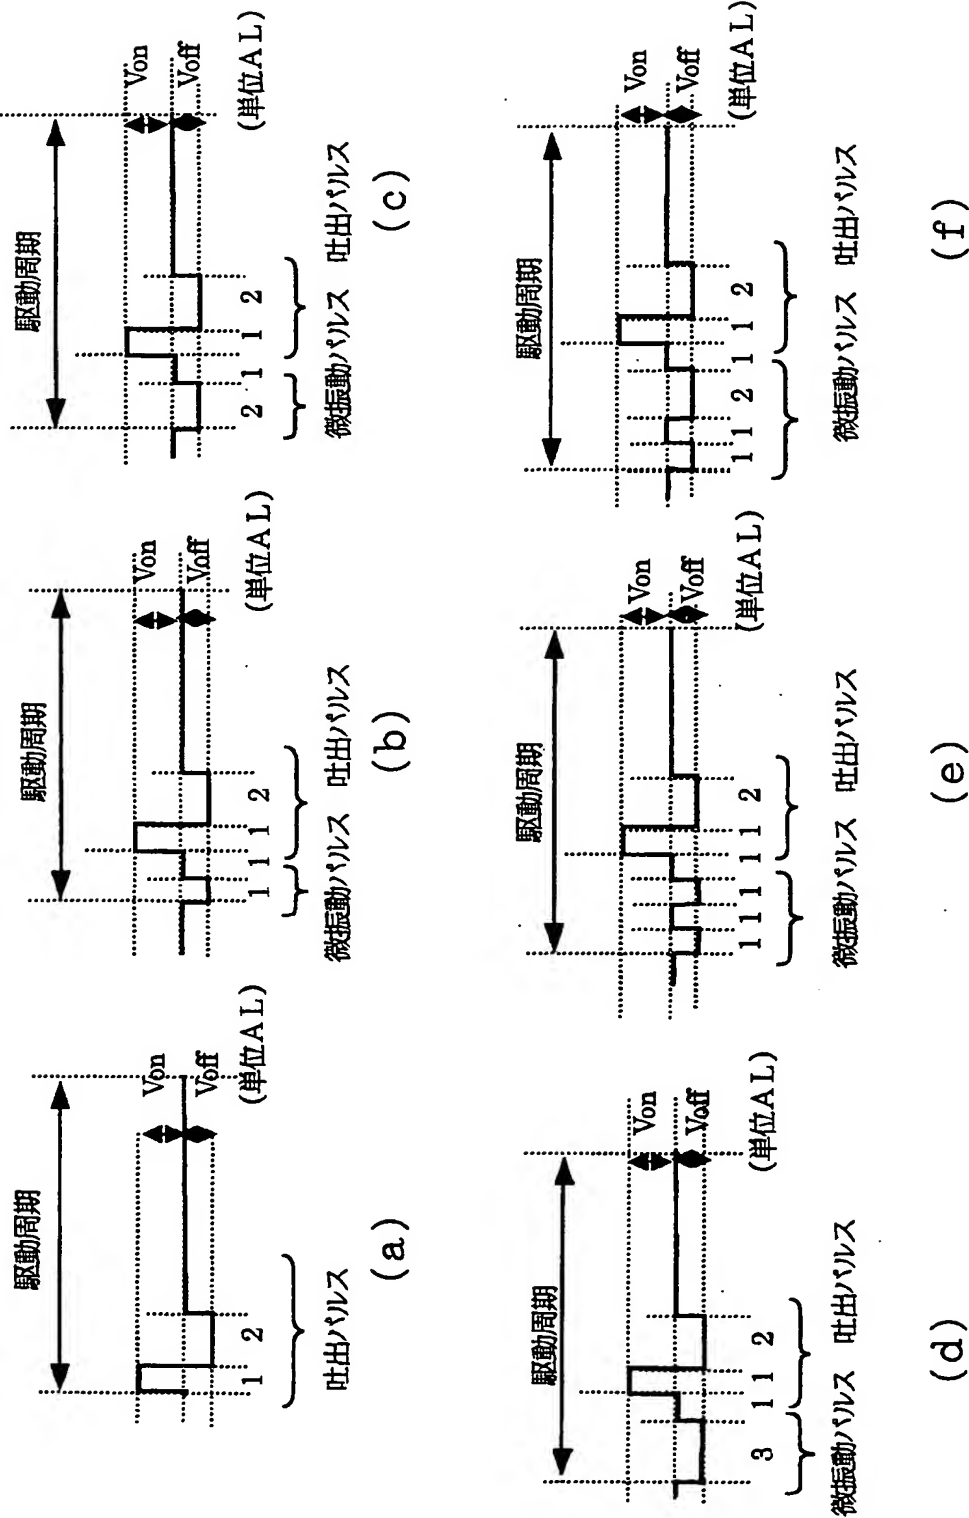 駆動周期
Von
Voff
1 2 (単位AL)
吐出パルス
(a)
駆動周期
Von
Voff
1 1 1 2 (単位AL)
微振動パルス 吐出パルス
(b)
駆動周期
Von
Voff
2 1 1 2 (単位AL)
微振動パルス 吐出パルス
(c)
駆動周期
Von
Voff
3 1 1 2 (単位AL)
微振動パルス 吐出パルス
(d)
駆動周期
Von
Voff
1 1 1 1 1 2 (単位AL)
微振動パルス 吐出パルス
(e)
駆動周期
Von
Voff
1 1 2 1 1 2 (単位AL)
微振動パルス 吐出パルス
(f)